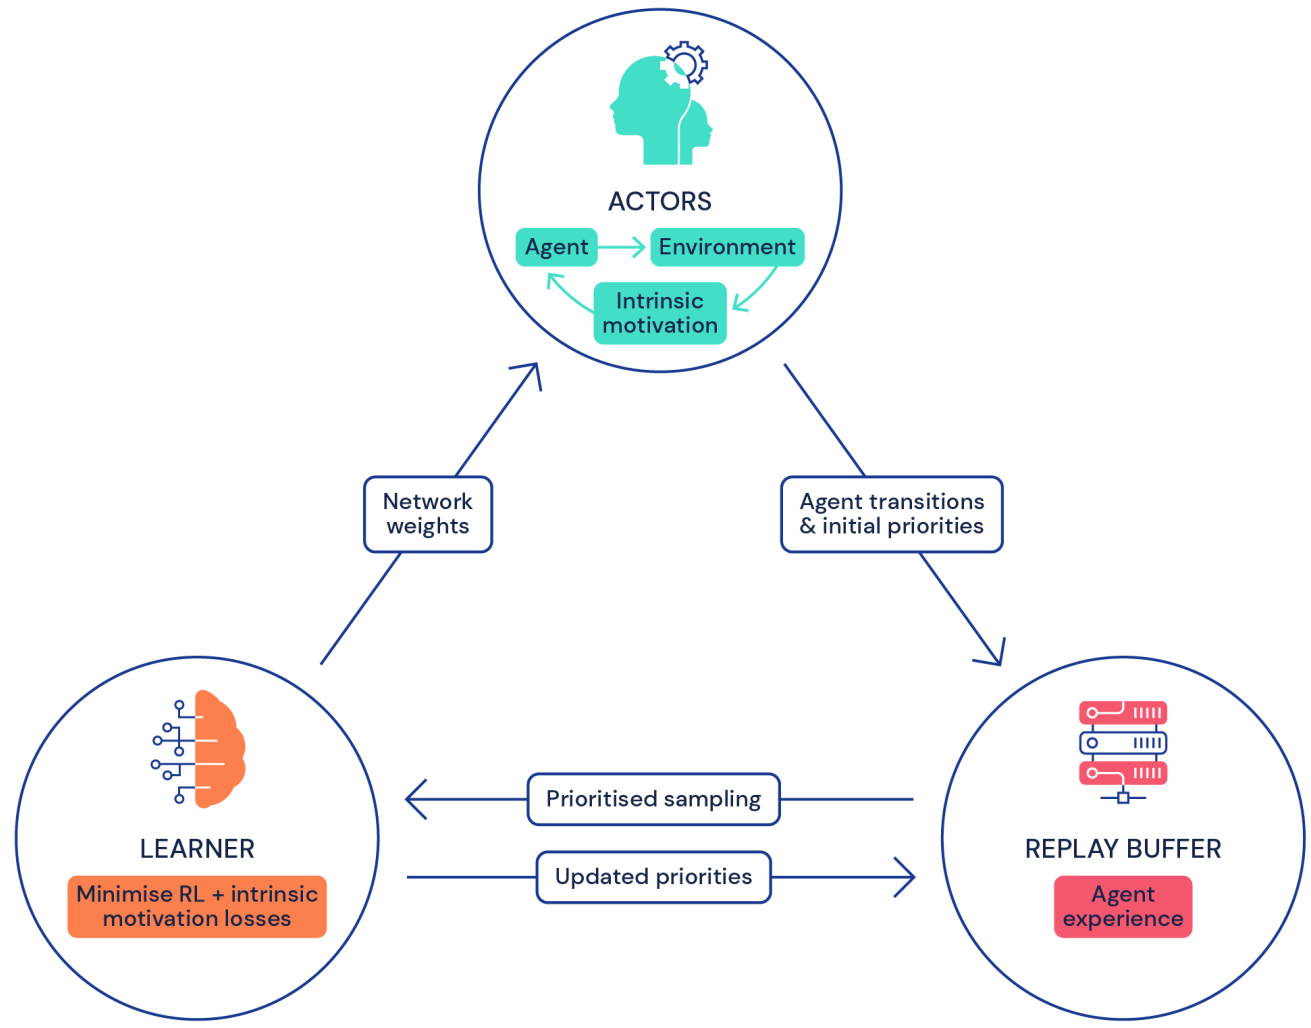 ACTORS
Agent
Environment
Intrinsic
motivation
Network
weights
Agent transitions
& initial priorities
Prioritised sampling
Updated priorities
LEARNER
Minimise RL + intrinsic
motivation losses
REPLAY BUFFER
Agent
experience